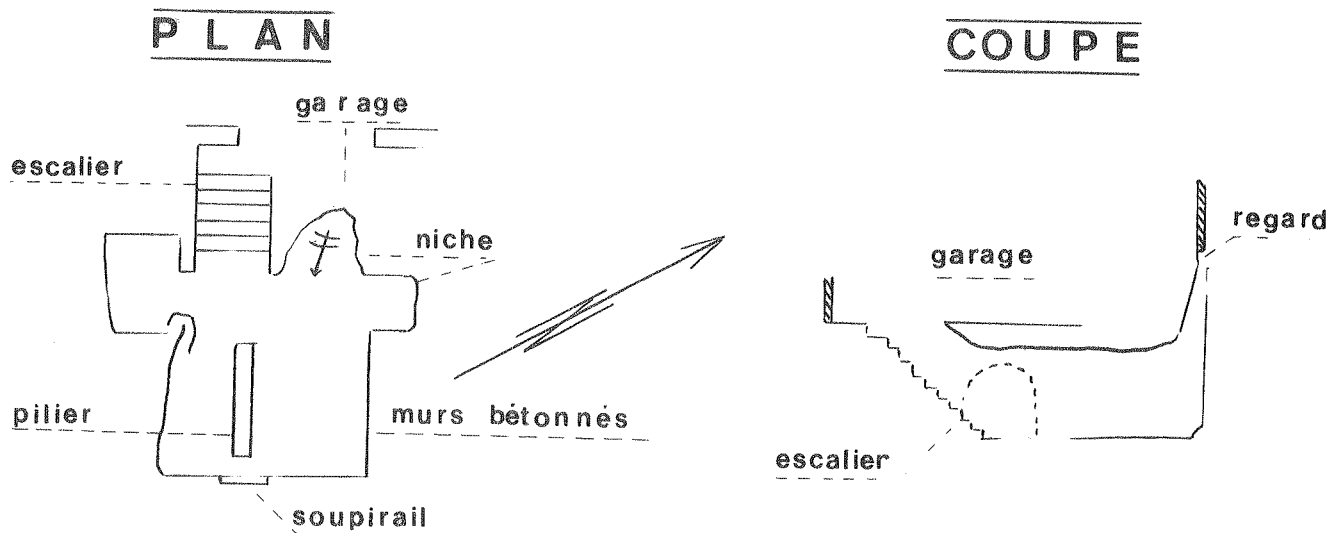 PLAN
COUPE
garage
escalier
niche
pilier
murs bétonnés
soupirail
regard
garage
escalier